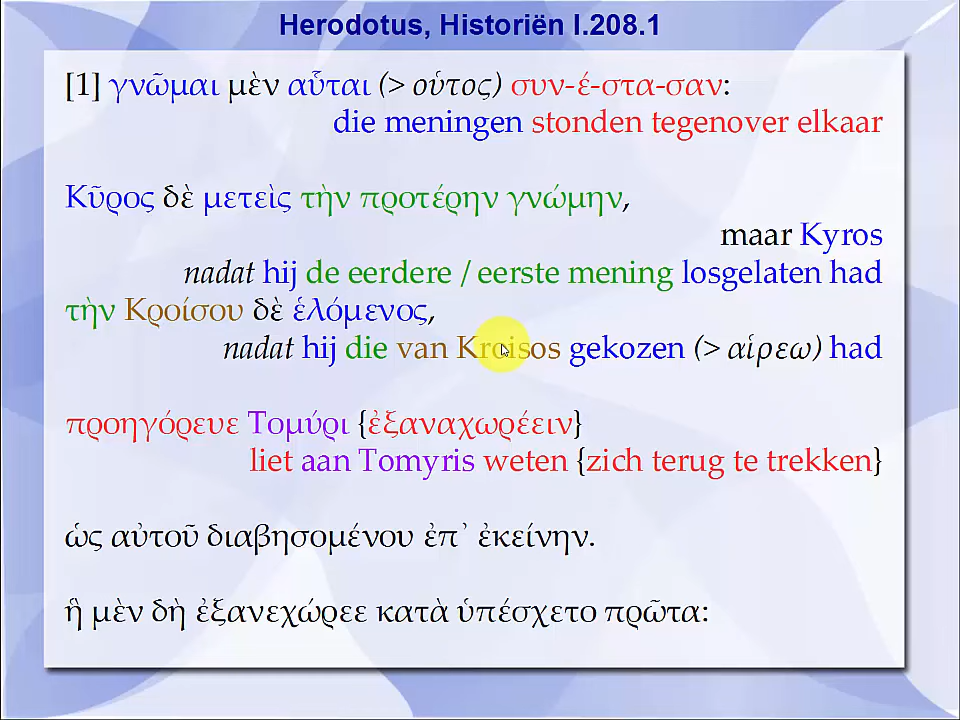 Herodotus, Historiën I.208.1
[1] γνῶμαι μὲν αὗται (> οὗτος) συν-έ-στα-σαν:
die meningen stonden tegenover elkaar
Κῦρος δὲ μετεὶς τὴν προτέρην γνώμην,
maar Kyros
nadat hij de eerdere / eerste mening losgelaten had
τὴν Κροίσου δὲ ἑλόμενος,
nadat hij die van Kroisos gekozen (> αἱρεω) had
προηγόρευε Τομύρι {ἐξαναχωρέειν}
liet aan Tomyris weten {zich terug te trekken}
ὡς αὐτοῦ διαβησομένου ἐπ᾽ ἐκείνην.
ἣ μὲν δὴ ἐξανεχώρεε κατὰ ὑπέσχετο πρῶτα: